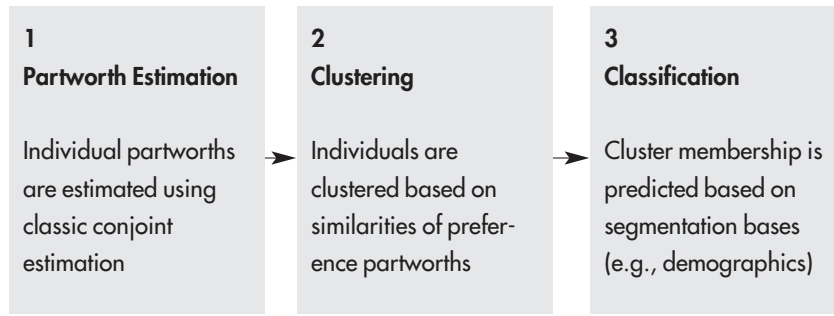 1
Partworth Estimation
Individual partworths
are estimated using
classic conjoint
estimation
2
Clustering
Individuals are
clustered based on
similarities of prefer-
ence partworths
3
Classification
Cluster membership is
predicted based on
segmentation bases
(e.g., demographics)